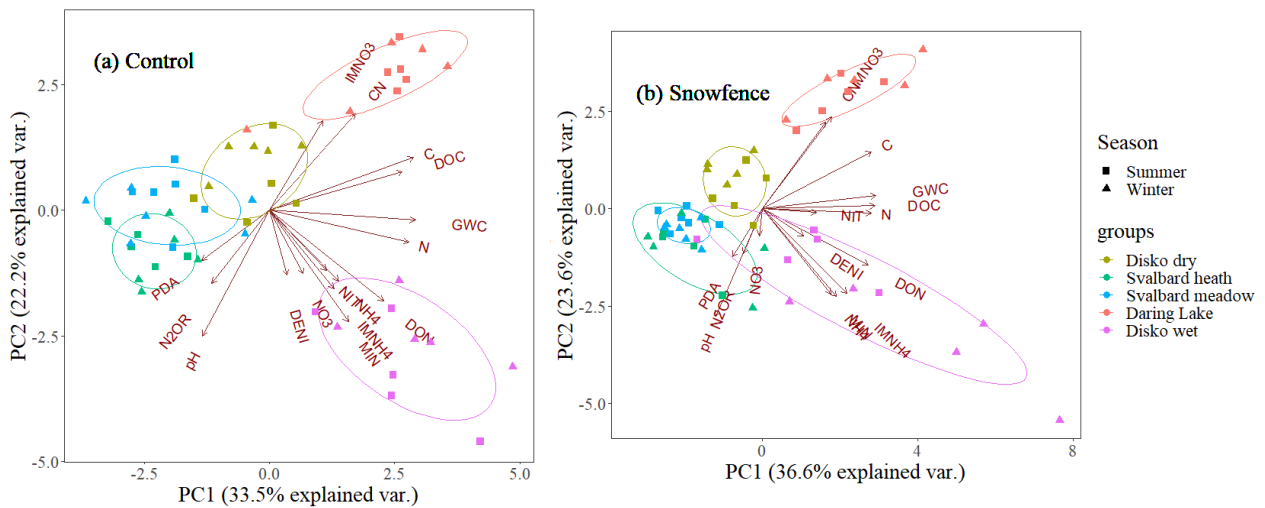 (a) Control
PC2 (22.2% explained var.)
2.5
0.0
-2.5
-5.0
IMNO3
CN
C
DOC
GWC
N
PDA
N2OR
pH
DENI
NO3
NIT
NH4
IMNH4
MIN
DON
-2.5
0.0
2.5
5.0
PC1 (33.5% explained var.)
(b) Snowfence
PC2 (23.6% explained var.)
2.5
0.0
-2.5
-5.0
CN
IMNO3
C
GWC
DOC
NIT
N
DENI
DON
NO3
PDA
N2OR
pH
IMNH4
0
4
8
PC1 (36.6% explained var.)
Season
Summer
Winter
groups
Disko dry
Svalbard heath
Svalbard meadow
Daring Lake
Disko wet